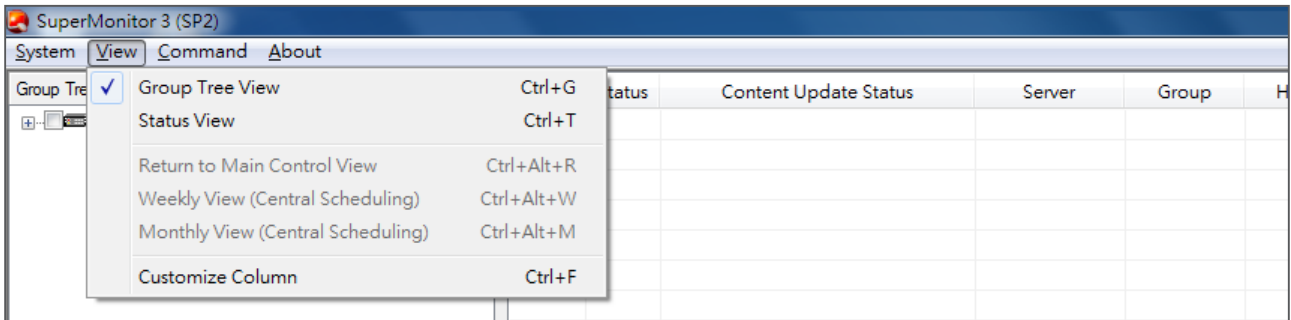 SuperMonitor 3 (SP2)
System View Command About
Group Tre
tatus Content Update Status Server Group H
Group Tree View Ctrl+G
Status View Ctrl+T
Return to Main Control View Ctrl+Alt+R
Weekly View (Central Scheduling) Ctrl+Alt+W
Monthly View (Central Scheduling) Ctrl+Alt+M
Customize Column Ctrl+F